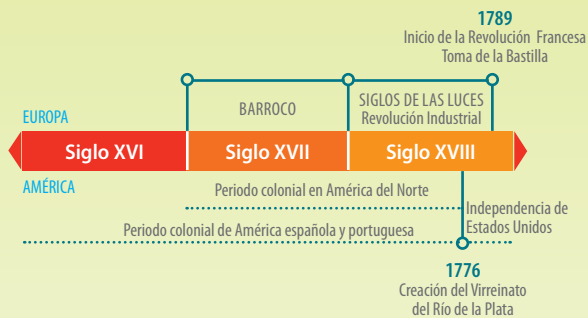 1789
Inicio de la Revolución Francesa
Toma de la Bastilla
EUROPA
BARROCO
SIGLOS DE LAS LUCES
Revolución Industrial
Siglo XVI
Siglo XVII
Siglo XVIII
AMÉRICA
Periodo colonial en América del Norte
Periodo colonial de América española y portuguesa
Independencia de
Estados Unidos
1776
Creación del Virreinato
del Río de la Plata